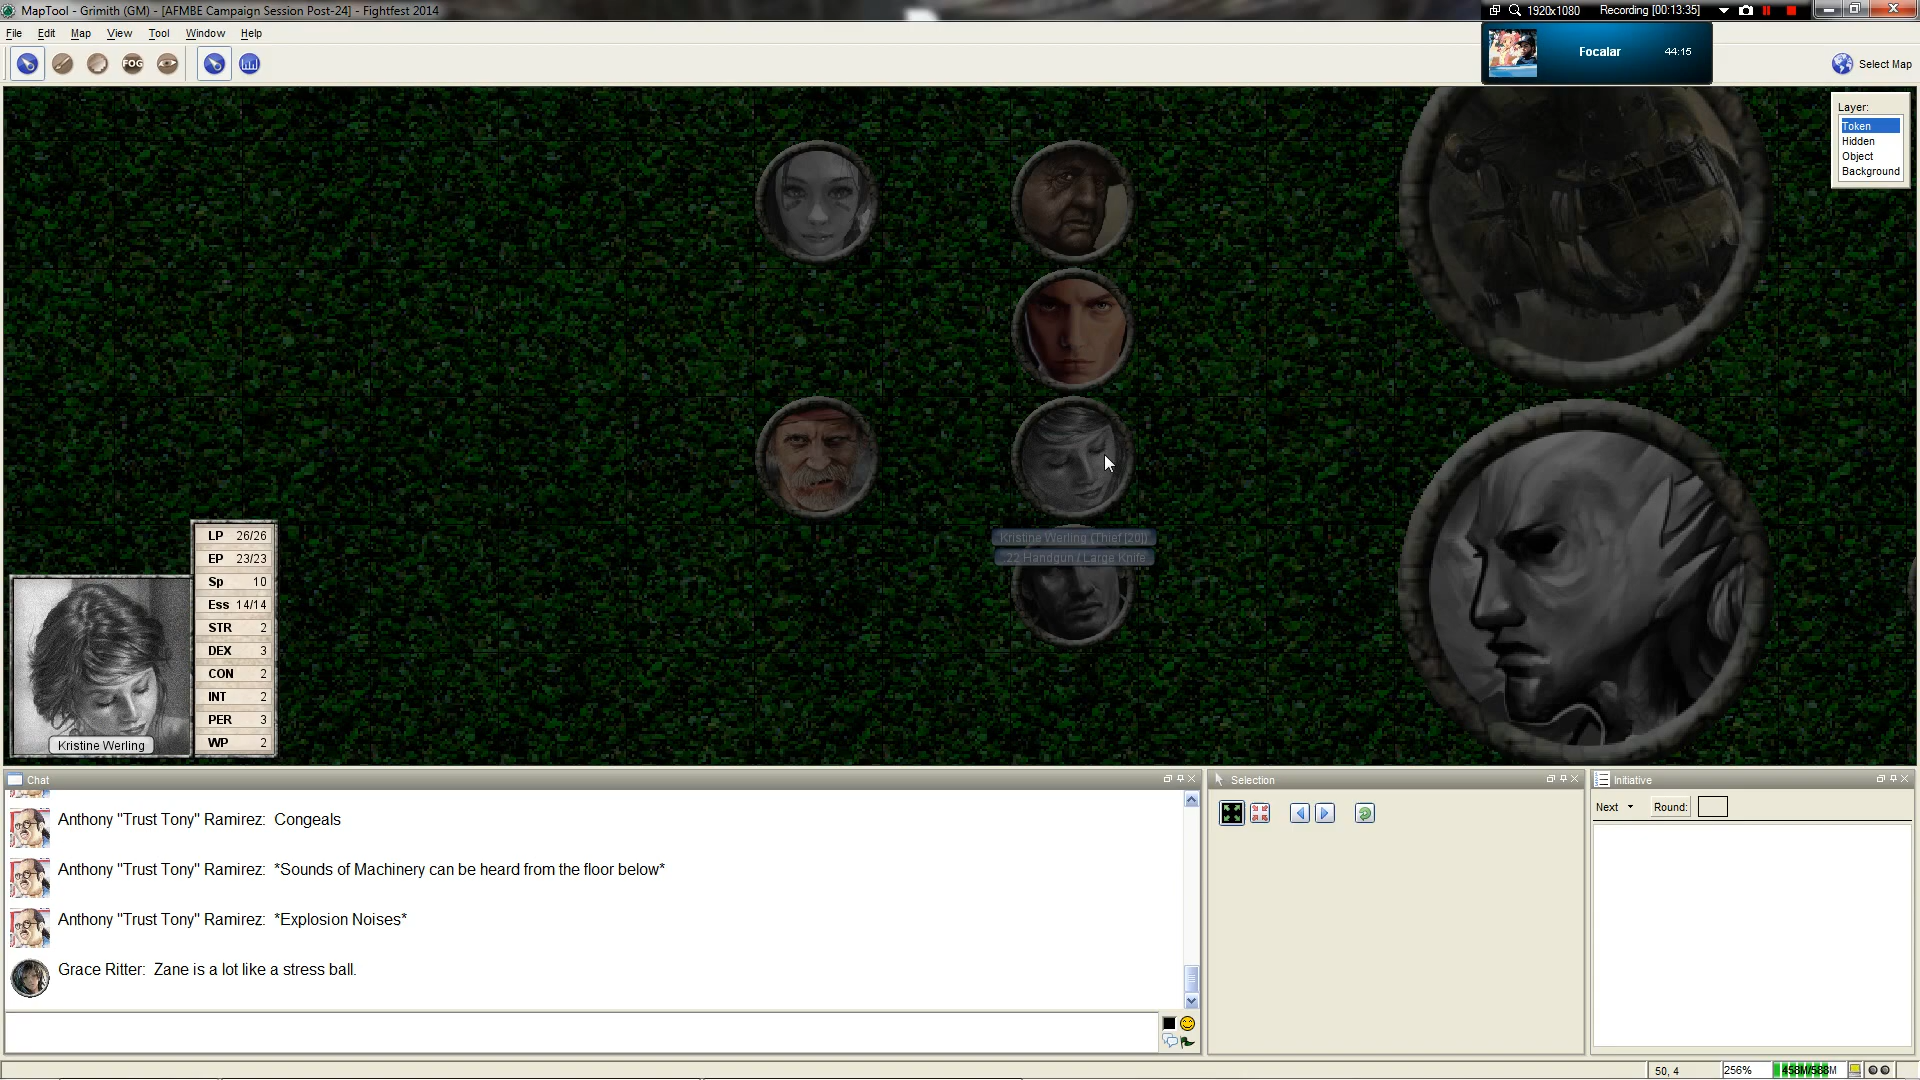 MapTool - Grimith (GM) - [AFMBE Campaign Session Post-24] - Fightfest 2014
1920x1080
Recording [00:13:35]
File Edit Map View Tool Window Help
FOG
Focalar
44:15
Select Map
Layer:
Token
Hidden
Object
Background
Kristine Werling (Thief [20])
.22 Handgun / Large Knife
LP 26/26
EP 23/23
Sp 10
Ess 14/14
STR 2
DEX 3
CON 2
INT 2
PER 3
WP 2
Kristine Werling
Chat
Anthony "Trust Tony" Ramirez: Congeals
Anthony "Trust Tony" Ramirez: *Sounds of Machinery can be heard from the floor below*
Anthony "Trust Tony" Ramirez: *Explosion Noises*
Grace Ritter: Zane is a lot like a stress ball.
Selection
Initiative
Next
Round:
50, 4
256%
458M/588M